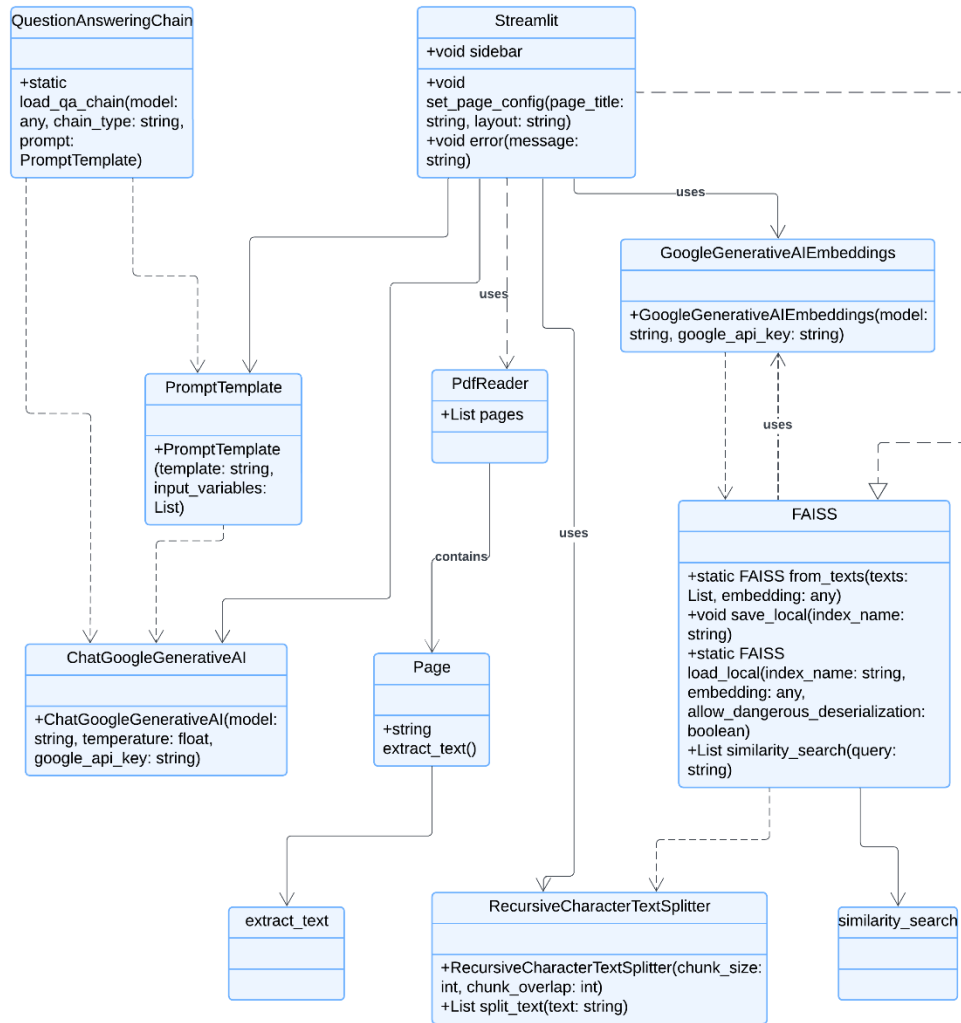 QuestionAnsweringChain
+static
load_qa_chain(model:
any, chain_type: string,
prompt:
PromptTemplate)
Streamlit
+void sidebar
+void
set_page_config(page_title:
string, layout: string)
+void error(message:
string)
uses
GoogleGenerativeAIEmbeddings
+GoogleGenerativeAIEmbeddings(model:
string, google_api_key: string)
uses
PromptTemplate
+PromptTemplate
(template: string,
input_variables:
List)
PdfReader
+List pages
uses
uses
contains
FAISS
+static FAISS from_texts(texts:
List, embedding: any)
+void save_local(index_name:
string)
+static FAISS
load_local(index_name: string,
embedding: any,
allow_dangerous_deserialization:
boolean)
+List similarity_search(query:
string)
ChatGoogleGenerativeAI
+ChatGoogleGenerativeAI(model:
string, temperature: float,
google_api_key: string)
Page
+string
extract_text()
extract_text
RecursiveCharacterTextSplitter
+RecursiveCharacterTextSplitter(chunk_size:
int, chunk_overlap: int)
+List split_text(text: string)
similarity_search